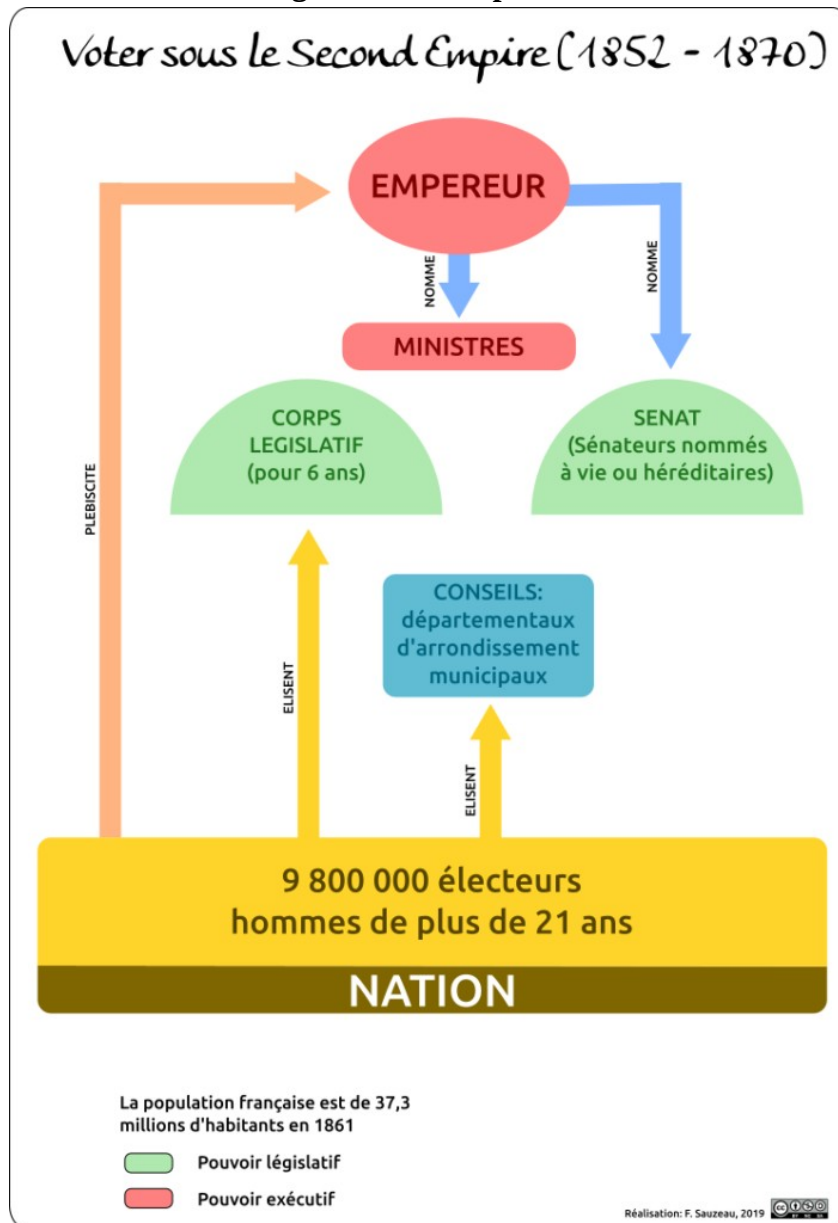 Voter sous le Second Empire (1852 - 1870)
EMPEREUR
NOMME
NOMME
MINISTRES
CORPS
LEGISLATIF
(pour 6 ans)
SENAT
(Sénateurs nommés
à vie ou héréditaires)
PLEBISCITE
CONSEILS:
départementaux
d'arrondissement
municipaux
ELISENT
ELISENT
9 800 000 électeurs
hommes de plus de 21 ans
NATION
La population française est de 37,3
millions d'habitants en 1861
Pouvoir législatif
Pouvoir exécutif
Réalisation: F. Sauzeau, 2019